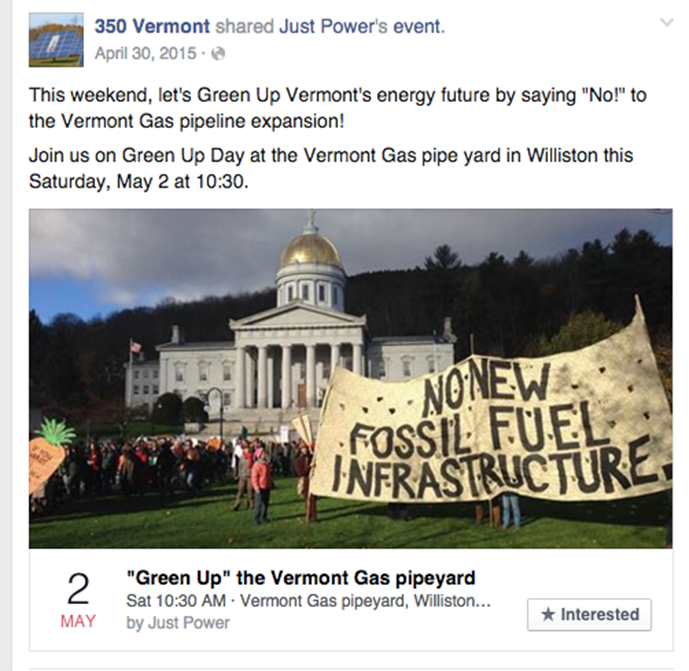 350 Vermont shared Just Power's event.
April 30, 2015 ·
This weekend, let's Green Up Vermont's energy future by saying "No!" to
the Vermont Gas pipeline expansion!
Join us on Green Up Day at the Vermont Gas pipe yard in Williston this
Saturday, May 2 at 10:30.
NO NEW
FOSSIL FUEL
INFRASTRUCTURE.
2
MAY
"Green Up" the Vermont Gas pipeyard
Sat 10:30 AM · Vermont Gas pipeyard, Williston...
by Just Power
★ Interested